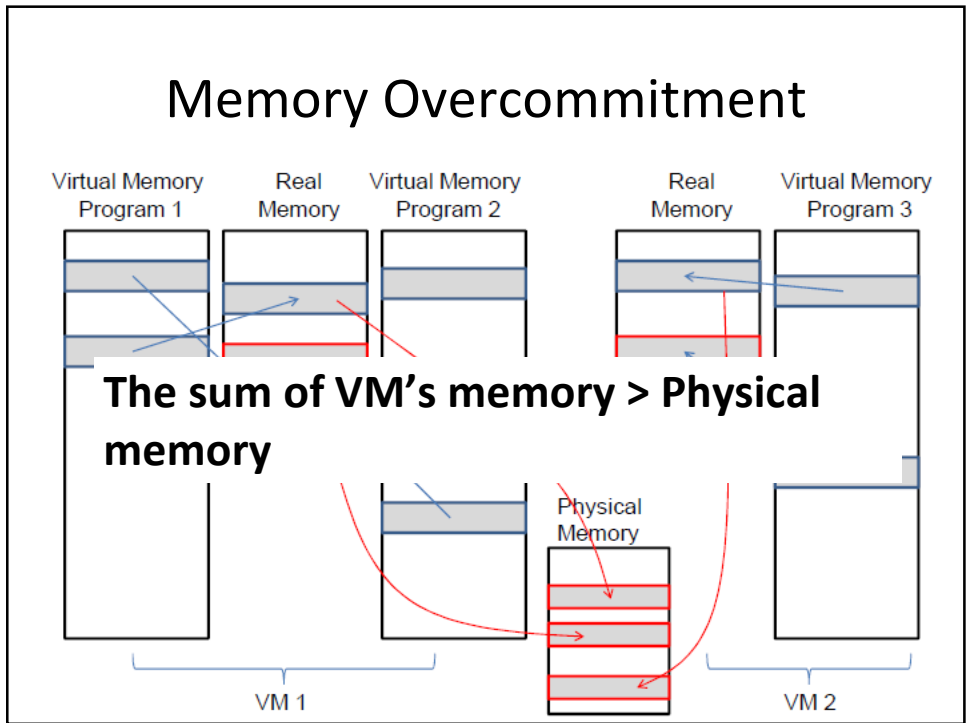 Memory Overcommitment
Virtual Memory
Program 1
Real
Memory
Virtual Memory
Program 2
Real
Memory
Virtual Memory
Program 3
The sum of VM’s memory > Physical
memory
Physical
Memory
VM 1
VM 2